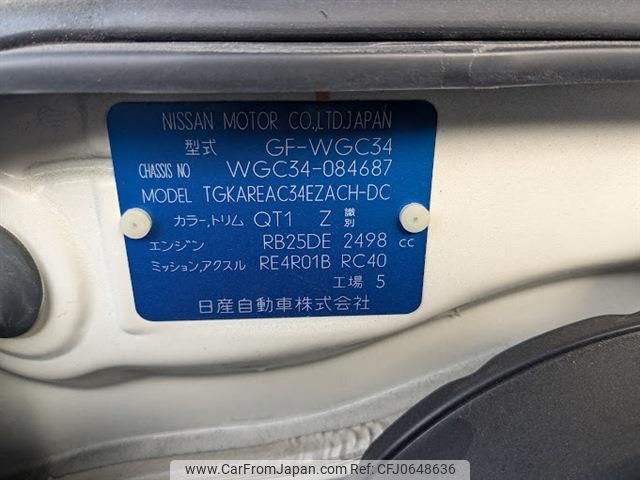 NISSAN MOTOR CO.,LTD.JAPAN
型式 GF-WGC34
CHASSIS NO WGC34-084687
MODEL TGKAREAC34EZACH-DC
カラー,トリム QT1 Z 識別
エンジン RB25DE 2498 cc
ミッション,アクスル RE4R01B RC40
工場 5
日産自動車株式会社
www.CarFromJapan.com - CFJ00648636